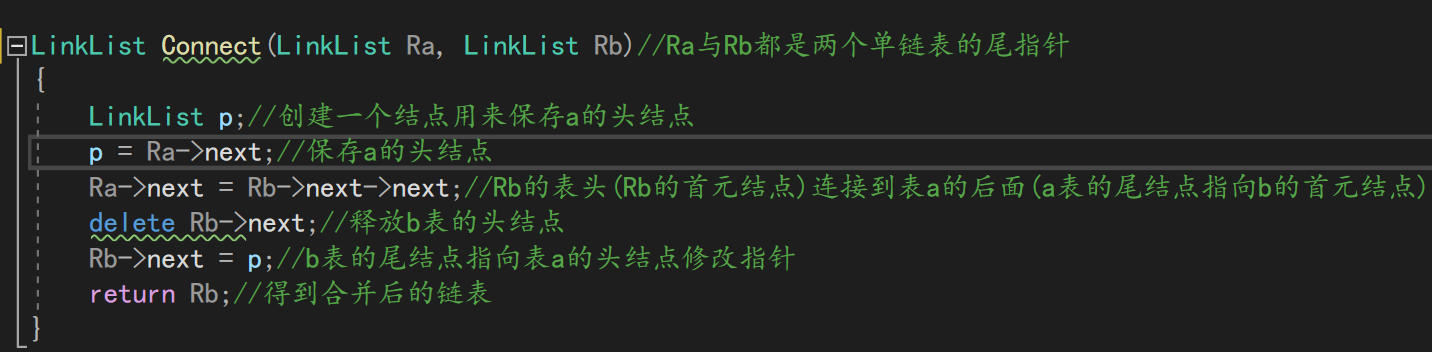 LinkList Connect(LinkList Ra, LinkList Rb)//Ra与Rb都是两个单链表的尾指针
{
LinkList p;//创建一个结点用来保存a的头结点
p = Ra->next;//保存a的头结点
Ra->next = Rb->next->next;//Rb的表头(Rb的首元结点)连接到表a的后面(a表的尾结点指向b的首元结点)
delete Rb->next;//释放b表的头结点
Rb->next = p;//b表的尾结点指向表a的头结点修改指针
return Rb;//得到合并后的链表
}